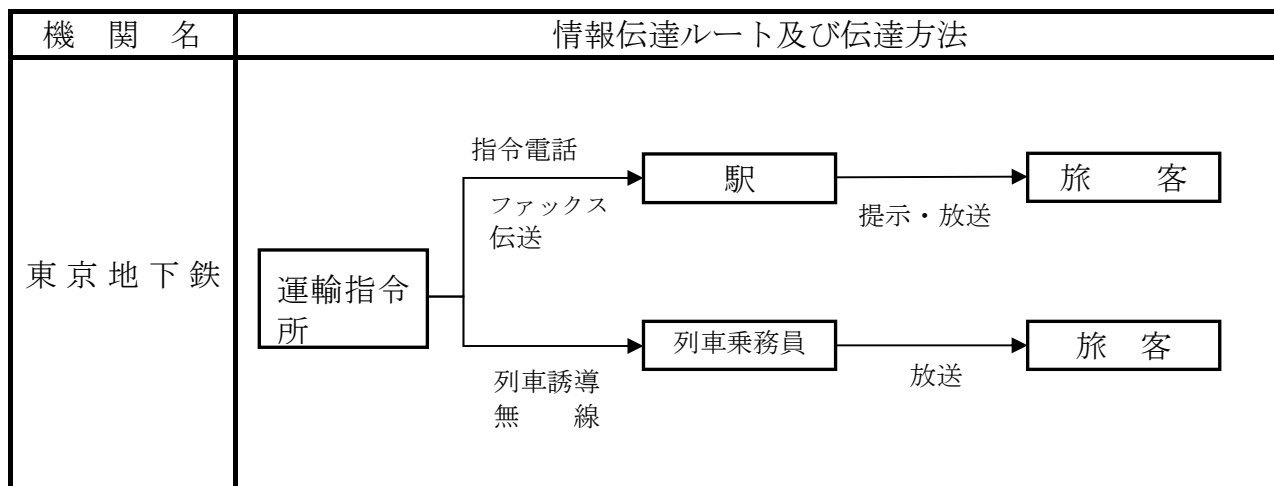 機　関　名
情報伝達ルート及び伝達方法
東京地下鉄
運輸指令
所
指令電話
ファックス
伝送
駅
提示・放送
旅　　客
列車誘導
無　　線
列車乗務員
放送
旅　客